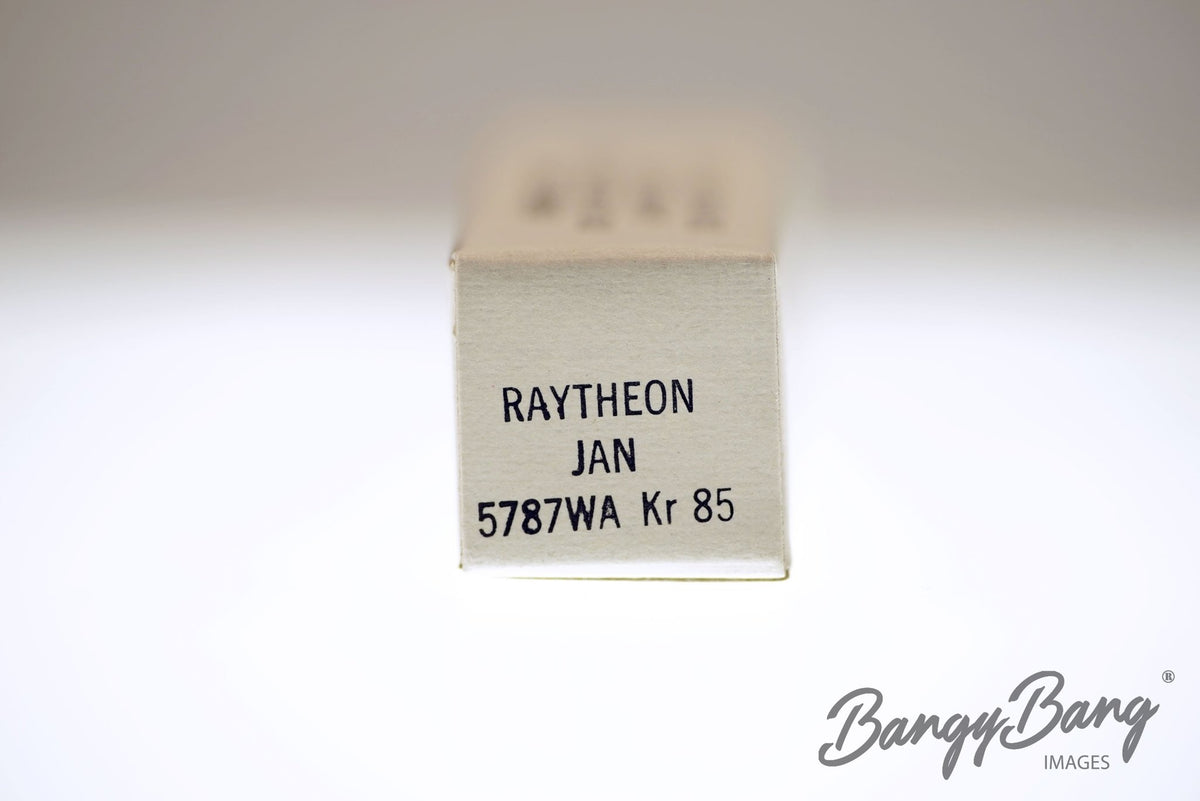 RAYTHEON
JAN
5787WA Kr 85
BangyBang®
IMAGES